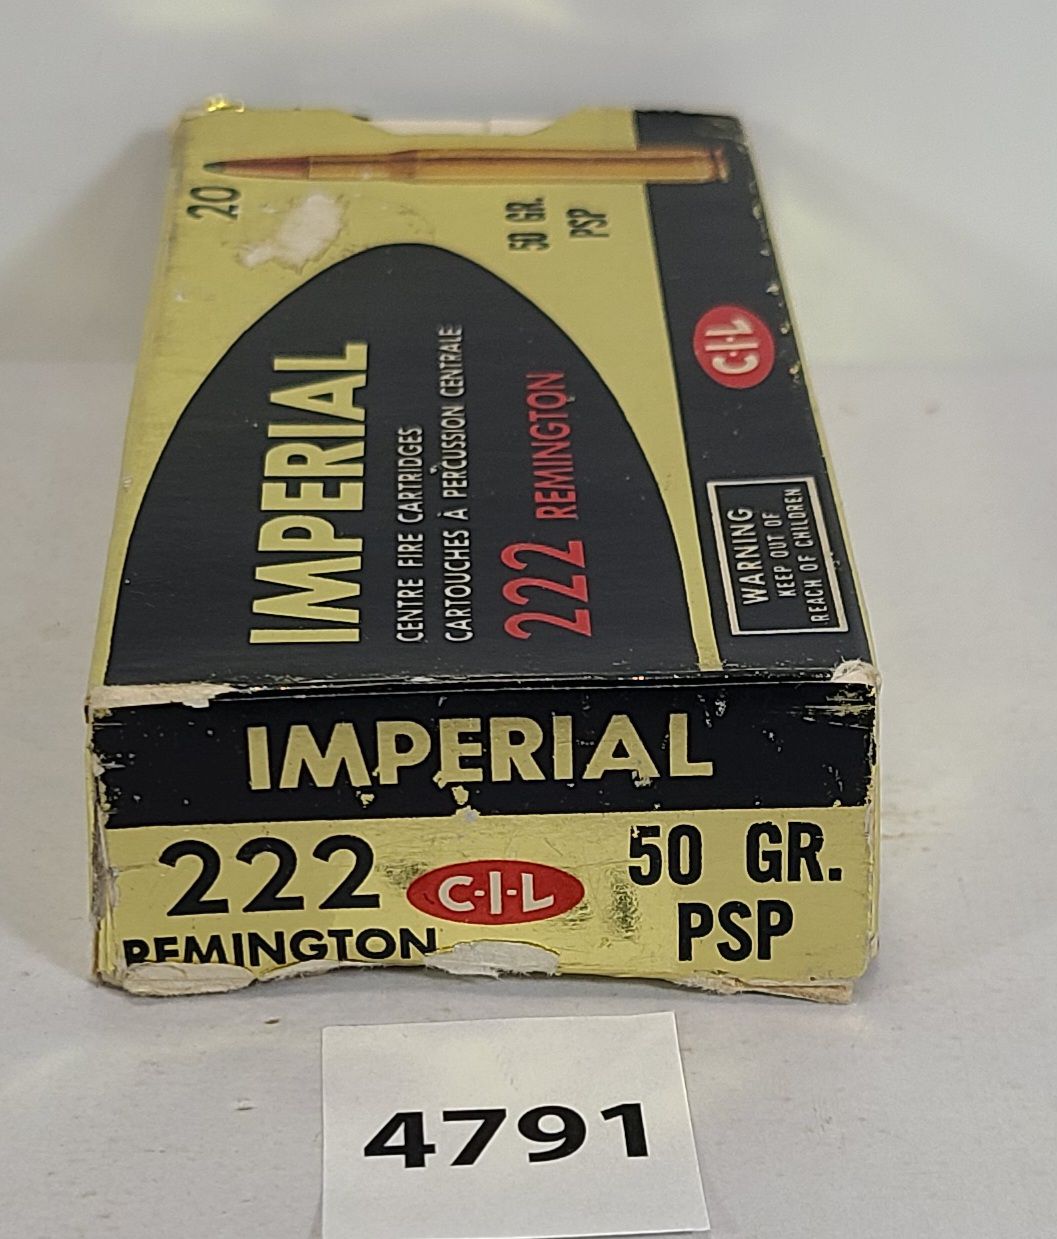 20
50 GR.
PSP
IMPERIAL
CENTRE FIRE CARTRIDGES
CARTOUCHES À PERCUSSION CENTRALE
222 REMINGTON
C-I-L
WARNING
KEEP OUT OF
REACH OF CHILDREN
IMPERIAL
222
REMINGTON
C-I-L
50 GR.
PSP
4791